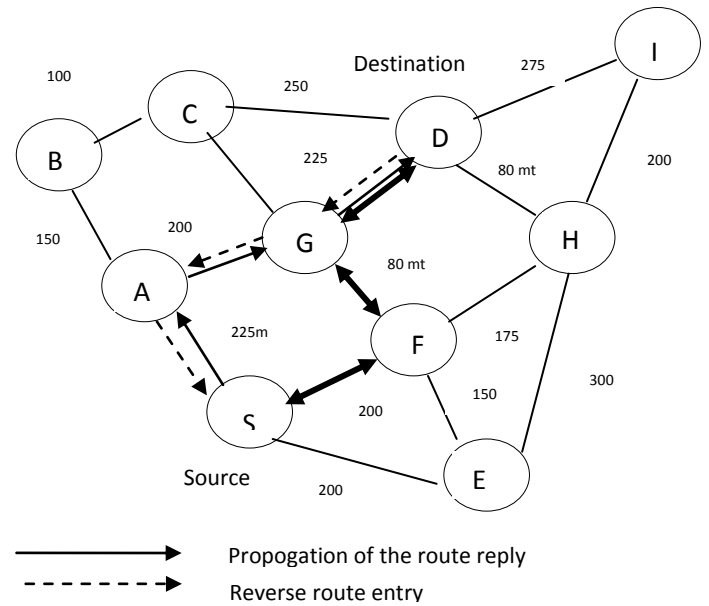 I
Destination
275
100
250
C
D
B
225
80 mt
200
150
200
G
H
A
80 mt
225m
F
175
S
200
150
300
Source
200
E
Propogation of the route reply
Reverse route entry